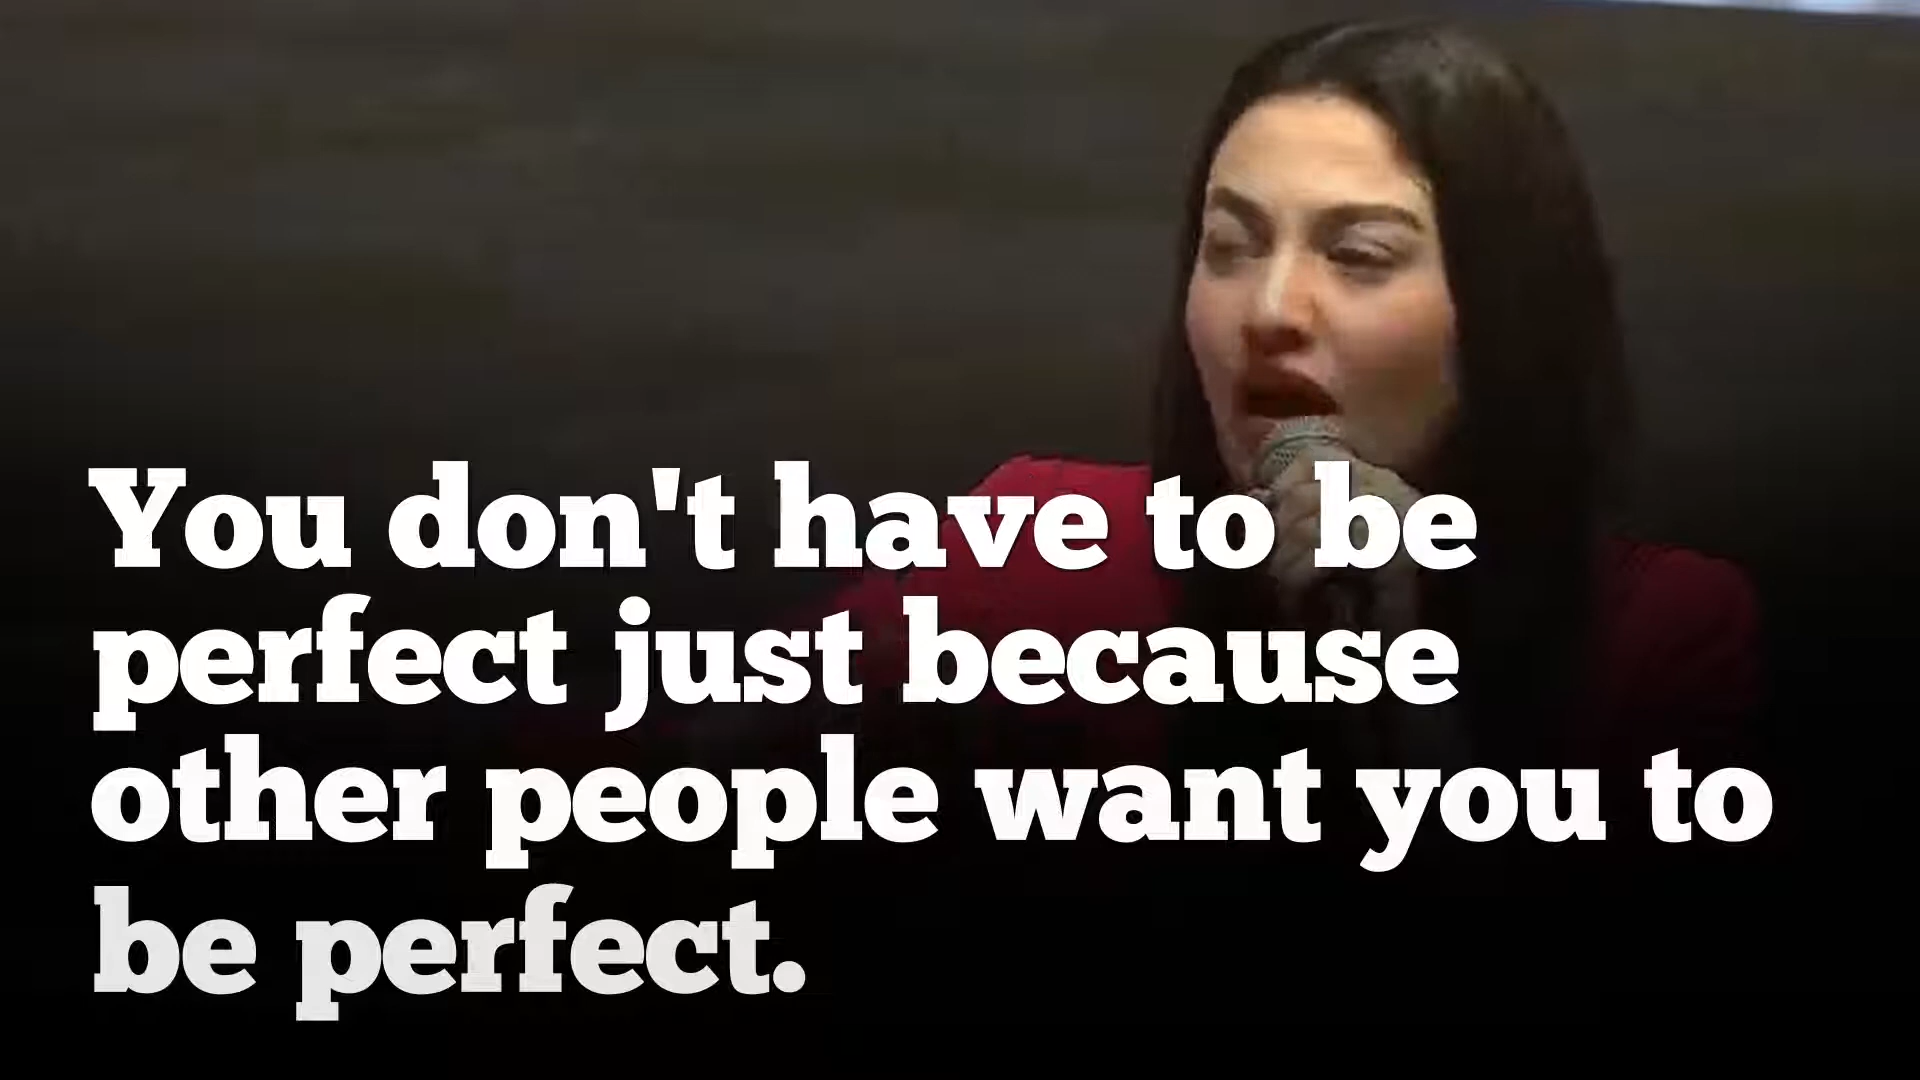 You don't have to be
perfect just because
other people want you to
be perfect.